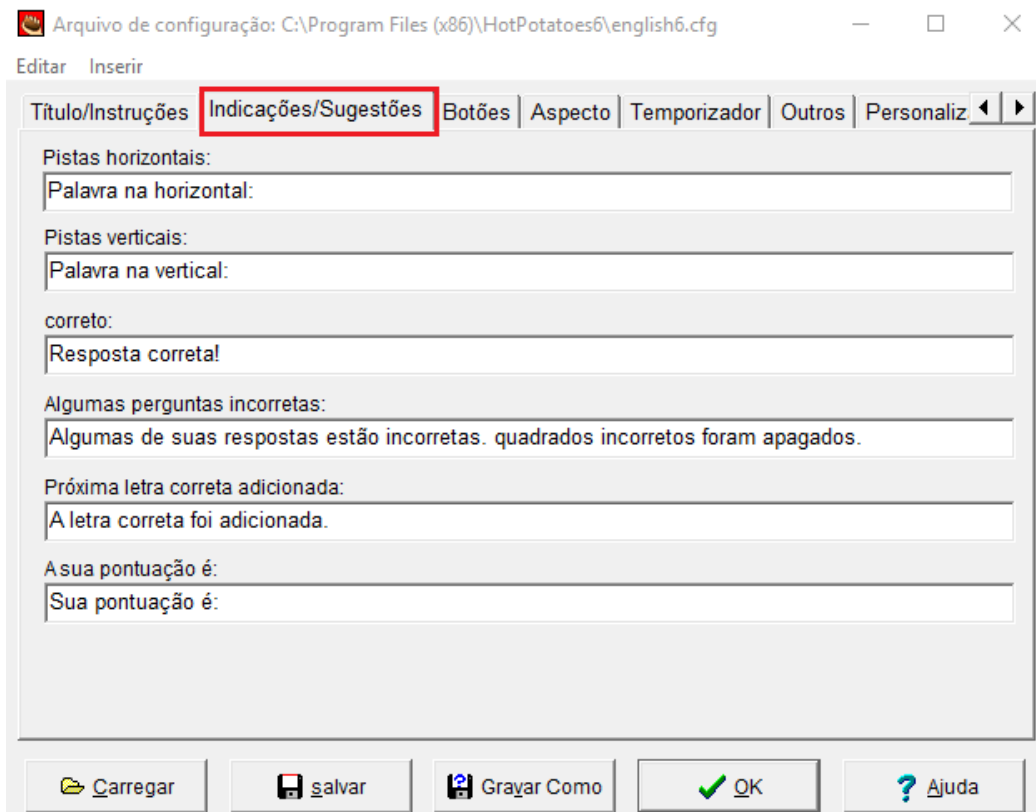 Arquivo de configuração: C:\Program Files (x86)\HotPotatoes6\english6.cfg
Editar Inserir
Título/Instruções Indicações/Sugestões Botões Aspecto Temporizador Outros Personaliz
Pistas horizontais:
Palavra na horizontal:
Pistas verticais:
Palavra na vertical:
correto:
Resposta correta!
Algumas perguntas incorretas:
Algumas de suas respostas estão incorretas. quadrados incorretos foram apagados.
Próxima letra correta adicionada:
A letra correta foi adicionada.
A sua pontuação é:
Sua pontuação é:
Carregar salvar Gravar Como OK Ajuda